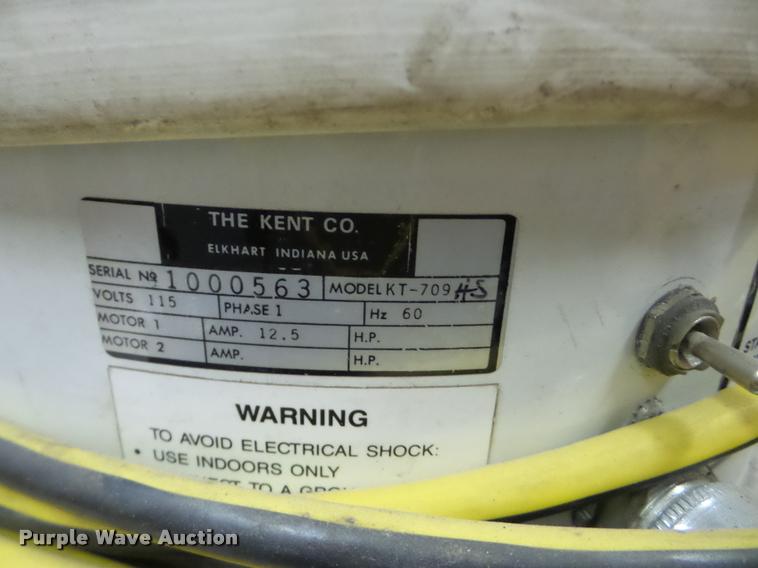 THE KENT CO.
ELKHART INDIANA USA
SERIAL Nº 1000563 MODEL KT-709 HS
VOLTS 115 PHASE 1 Hz 60
MOTOR 1 AMP. 12.5 H.P.
MOTOR 2 AMP. H.P.
WARNING
TO AVOID ELECTRICAL SHOCK:
• USE INDOORS ONLY
TO A
Purple Wave Auction